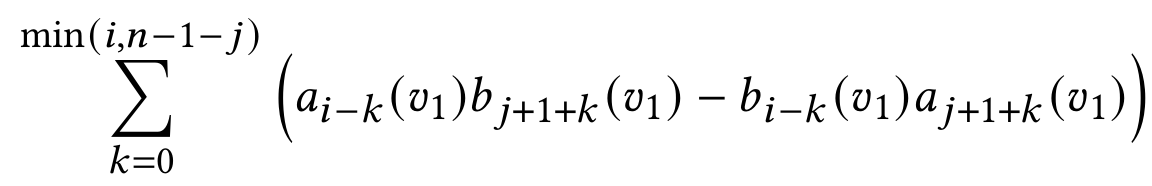 \sum_{k=0}^{\min(i,n-1-j)} \left( a_{i-k}(v_1) b_{j+1+k}(v_1) - b_{i-k}(v_1) a_{j+1+k}(v_1) \right)